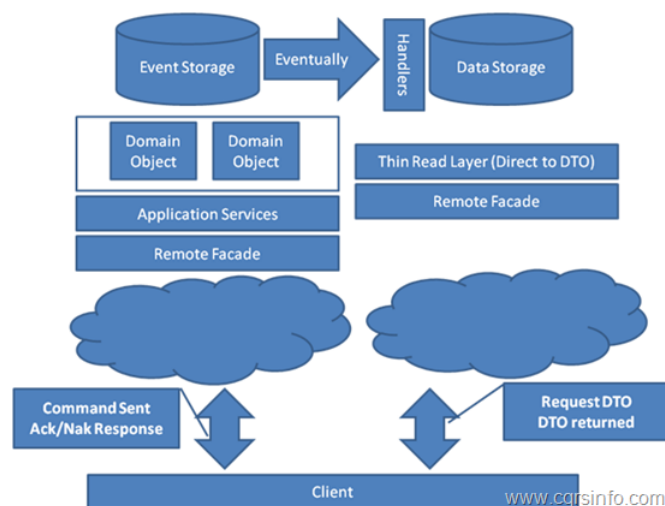 Event Storage
Eventually
Handlers
Data Storage
Domain
Object
Domain
Object
Thin Read Layer (Direct to DTO)
Application Services
Remote Facade
Remote Facade
Command Sent
Ack/Nak Response
Request DTO
DTO returned
Client
www.cqrsinfo.com